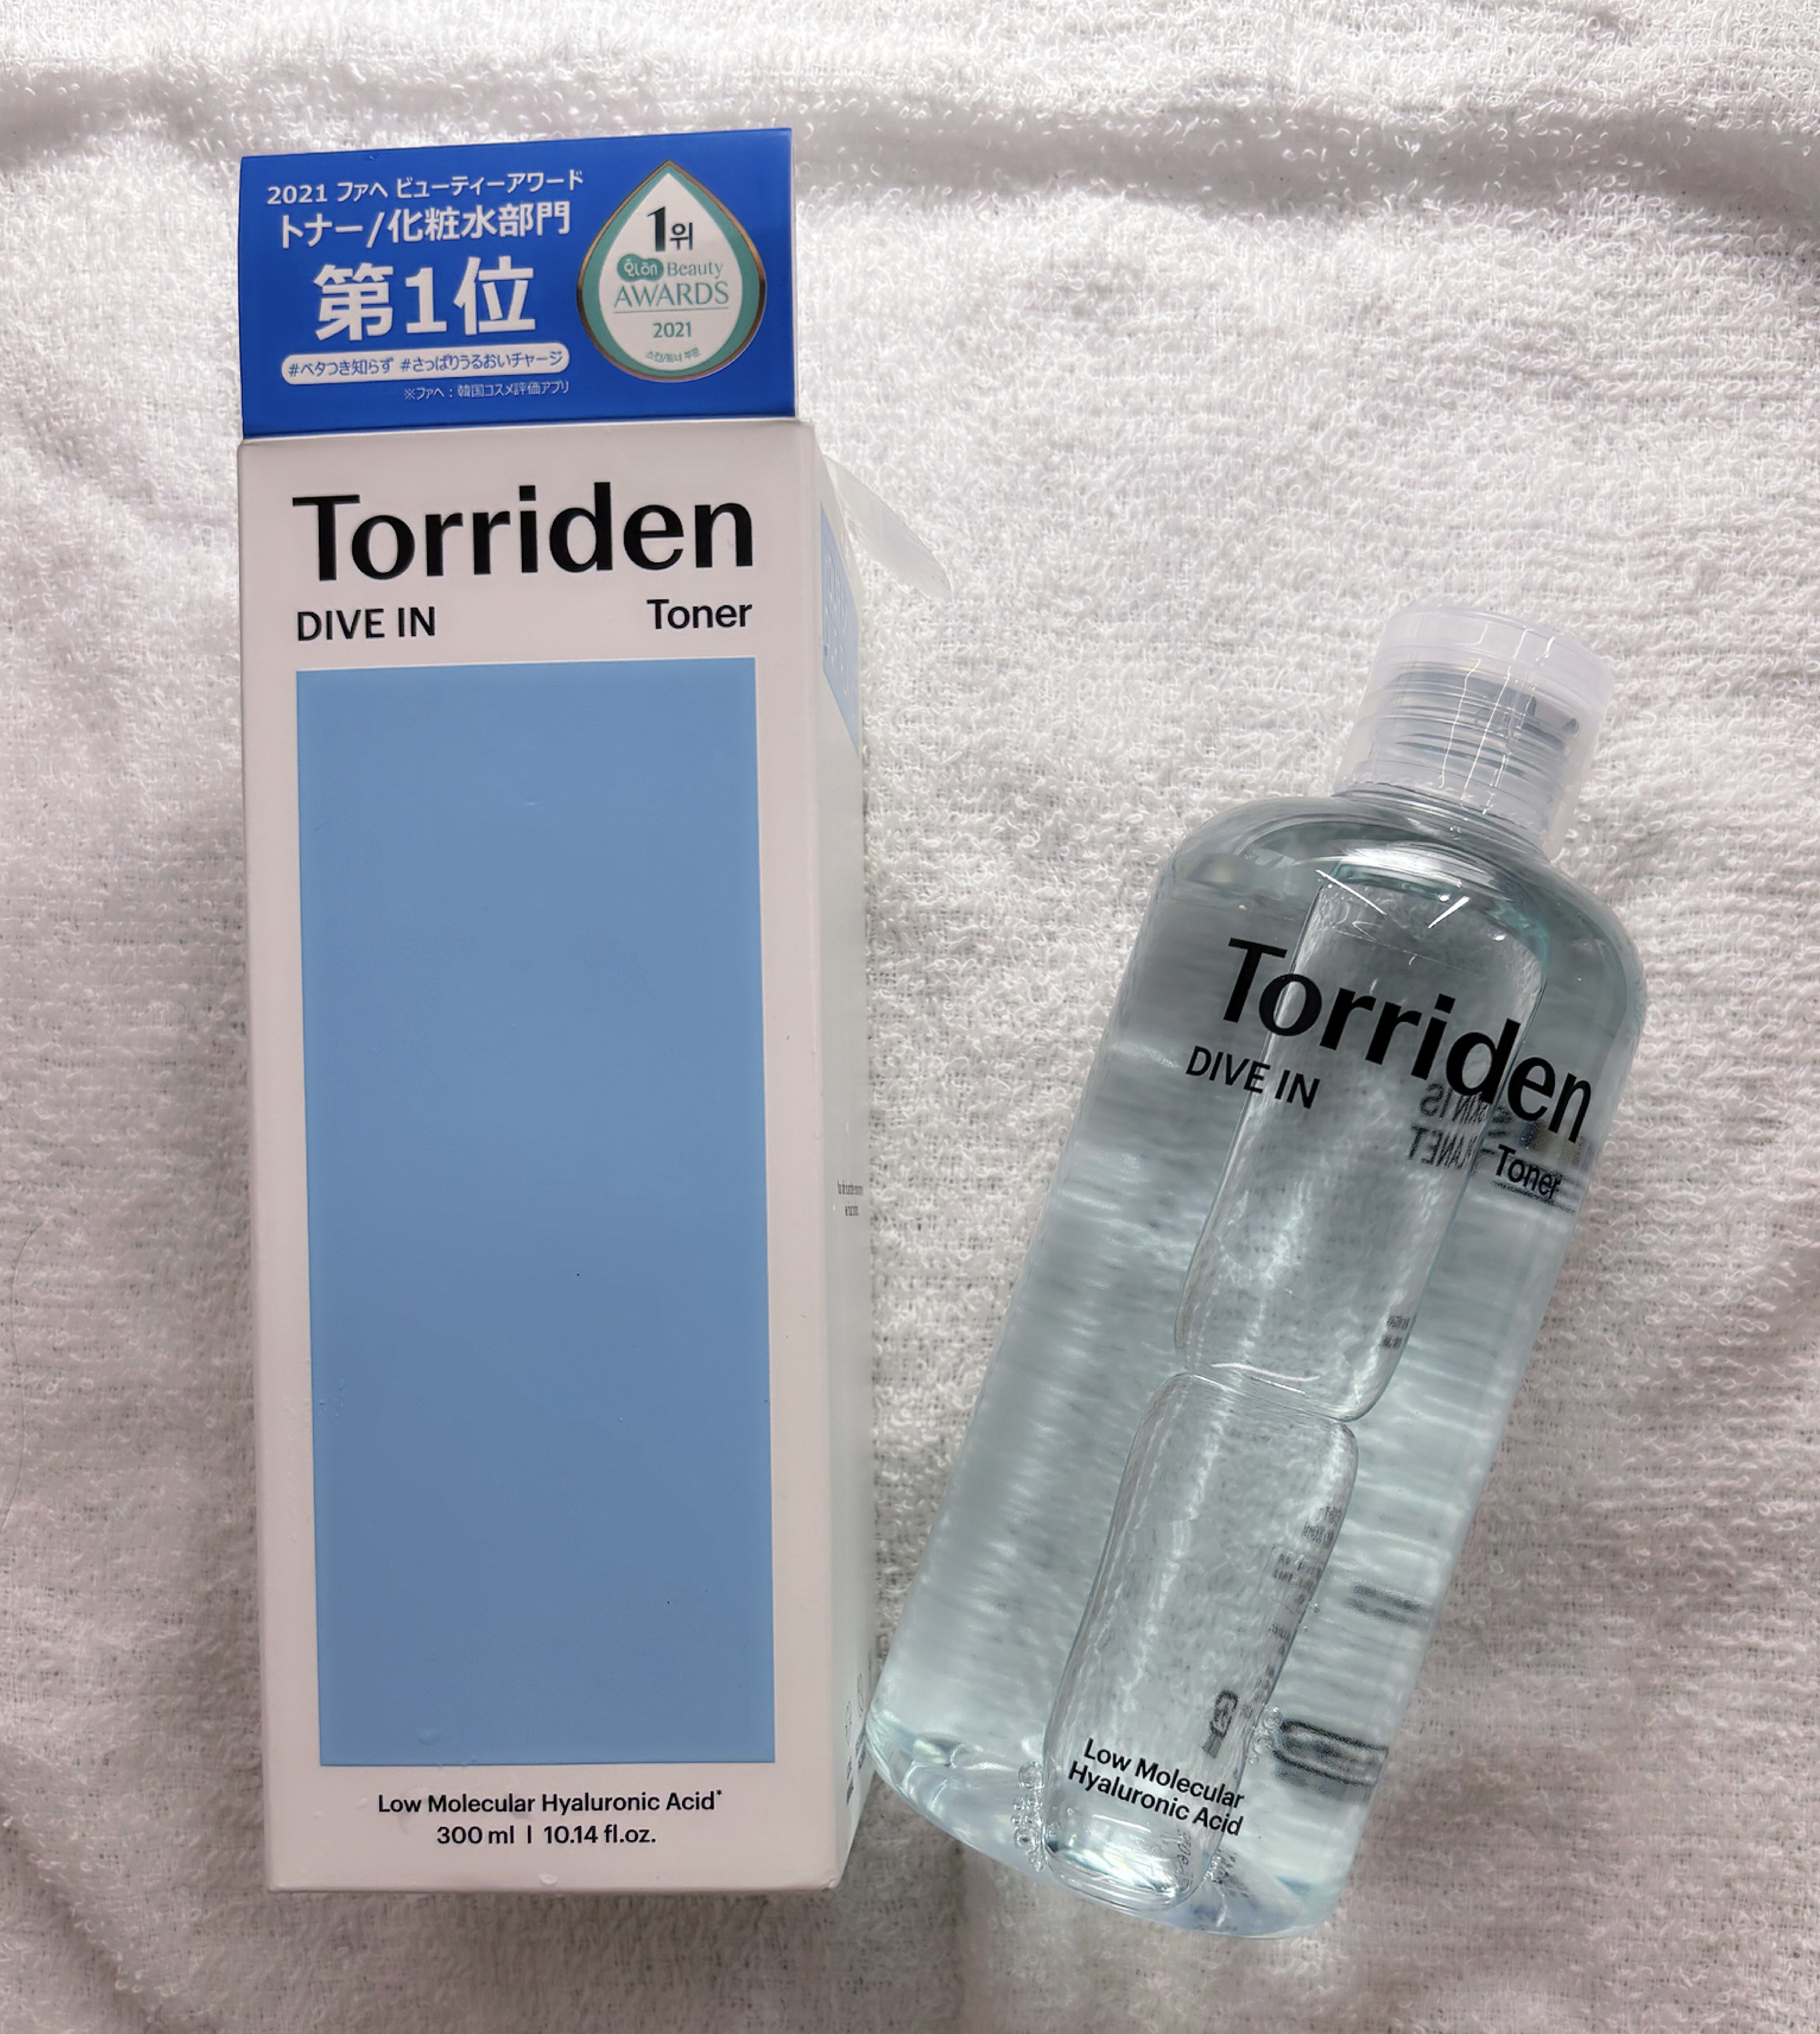 2021 ファヘ ビューティーアワード
トナー/化粧水部門
第1位
#ベタつき知らず #さっぱりうるおいチャージ
※ファヘ：韓国コスメ評価アプリ
1위
Beauty
AWARDS
2021
Torriden
DIVE IN Toner
Low Molecular Hyaluronic Acid*
300 ml | 10.14 fl.oz.
Torriden
DIVE IN
Toner
Low Molecular
Hyaluronic Acid